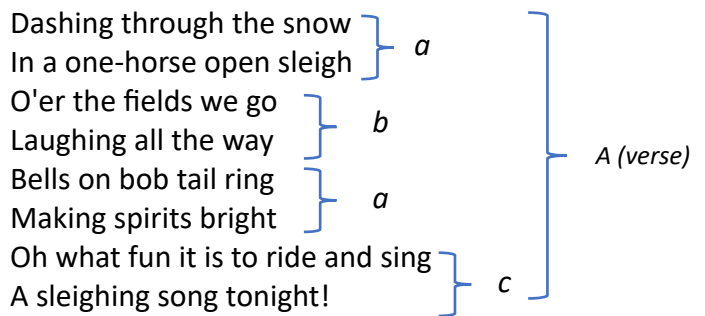 Dashing through the snow
In a one-horse open sleigh
a
O'er the fields we go
Laughing all the way
b
Bells on bob tail ring
Making spirits bright
a
Oh what fun it is to ride and sing
A sleighing song tonight!
c
A (verse)